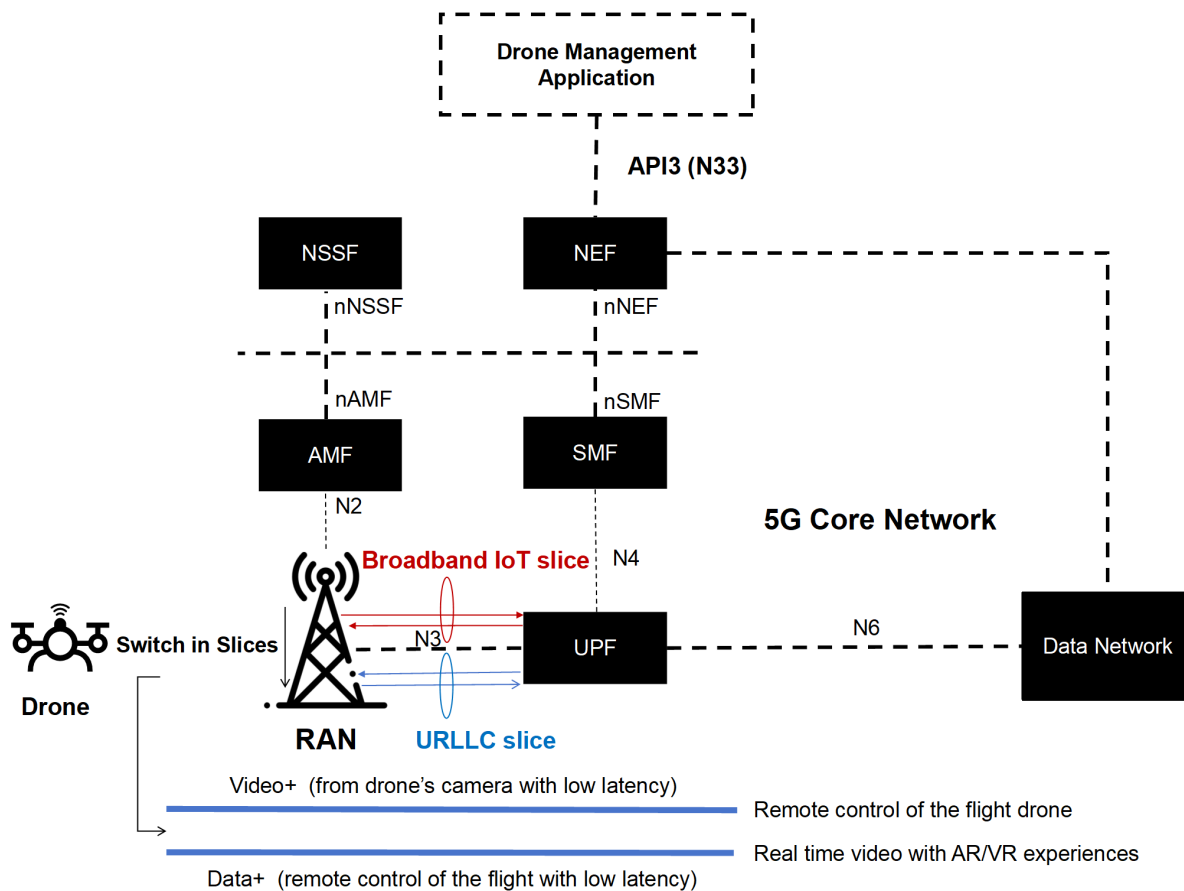 Drone Management
Application
API3 (N33)
NSSF
NEF
nNSSF
nNEF
nAMF
nSMF
AMF
SMF
N2
5G Core Network
Broadband IoT slice
N4
N3
UPF
N6
Data Network
Switch in Slices
Drone
RAN
URLLC slice
Video+ (from drone's camera with low latency)
Remote control of the flight drone
Real time video with AR/VR experiences
Data+ (remote control of the flight with low latency)